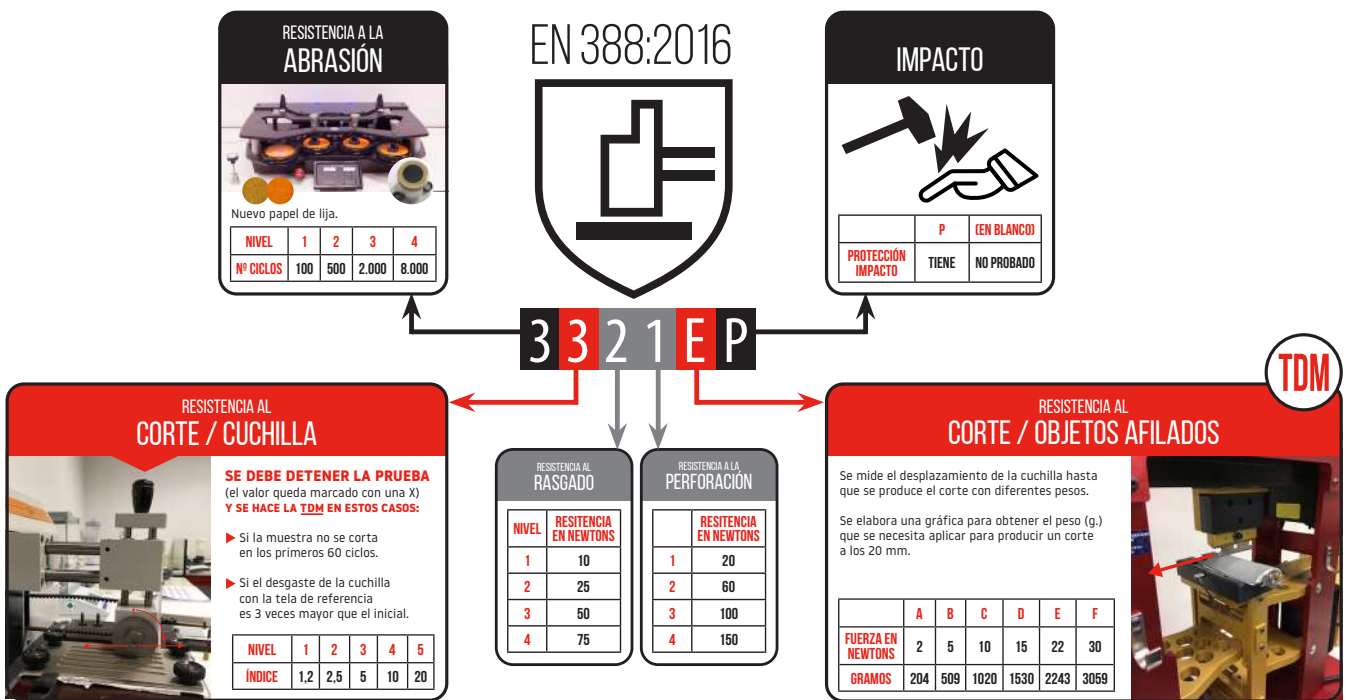 RESISTENCIA A LA
ABRASIÓN
Nuevo papel de lija.
NIVEL 1 2 3 4
Nº CICLOS 100 500 2.000 8.000
EN 388:2016
IMPACTO
P (EN BLANCO)
PROTECCIÓN
IMPACTO TIENE NO PROBADO
3 3 2 1 E P
RESISTENCIA AL
CORTE / CUCHILLA
SE DEBE DETENER LA PRUEBA
(el valor queda marcado con una X)
Y SE HACE LA TDM EN ESTOS CASOS:
Si la muestra no se corta
en los primeros 60 ciclos.
Si el desgaste de la cuchilla
con la tela de referencia
es 3 veces mayor que el inicial.
NIVEL 1 2 3 4 5
ÍNDICE 1,2 2,5 5 10 20
RESISTENCIA AL
RASGADO
NIVEL RESITENCIA
EN NEWTONS
1 10
2 25
3 50
4 75
RESISTENCIA A LA
PERFORACIÓN
RESITENCIA
EN NEWTONS
1 20
2 60
3 100
4 150
TDM
RESISTENCIA AL
CORTE / OBJETOS AFILADOS
Se mide el desplazamiento de la cuchilla hasta
que se produce el corte con diferentes pesos.
Se elabora una gráfica para obtener el peso (g.)
que se necesita aplicar para producir un corte
a los 20 mm.
A B C D E F
FUERZA EN
NEWTONS 2 5 10 15 22 30
GRAMOS 204 509 1020 1530 2243 3059